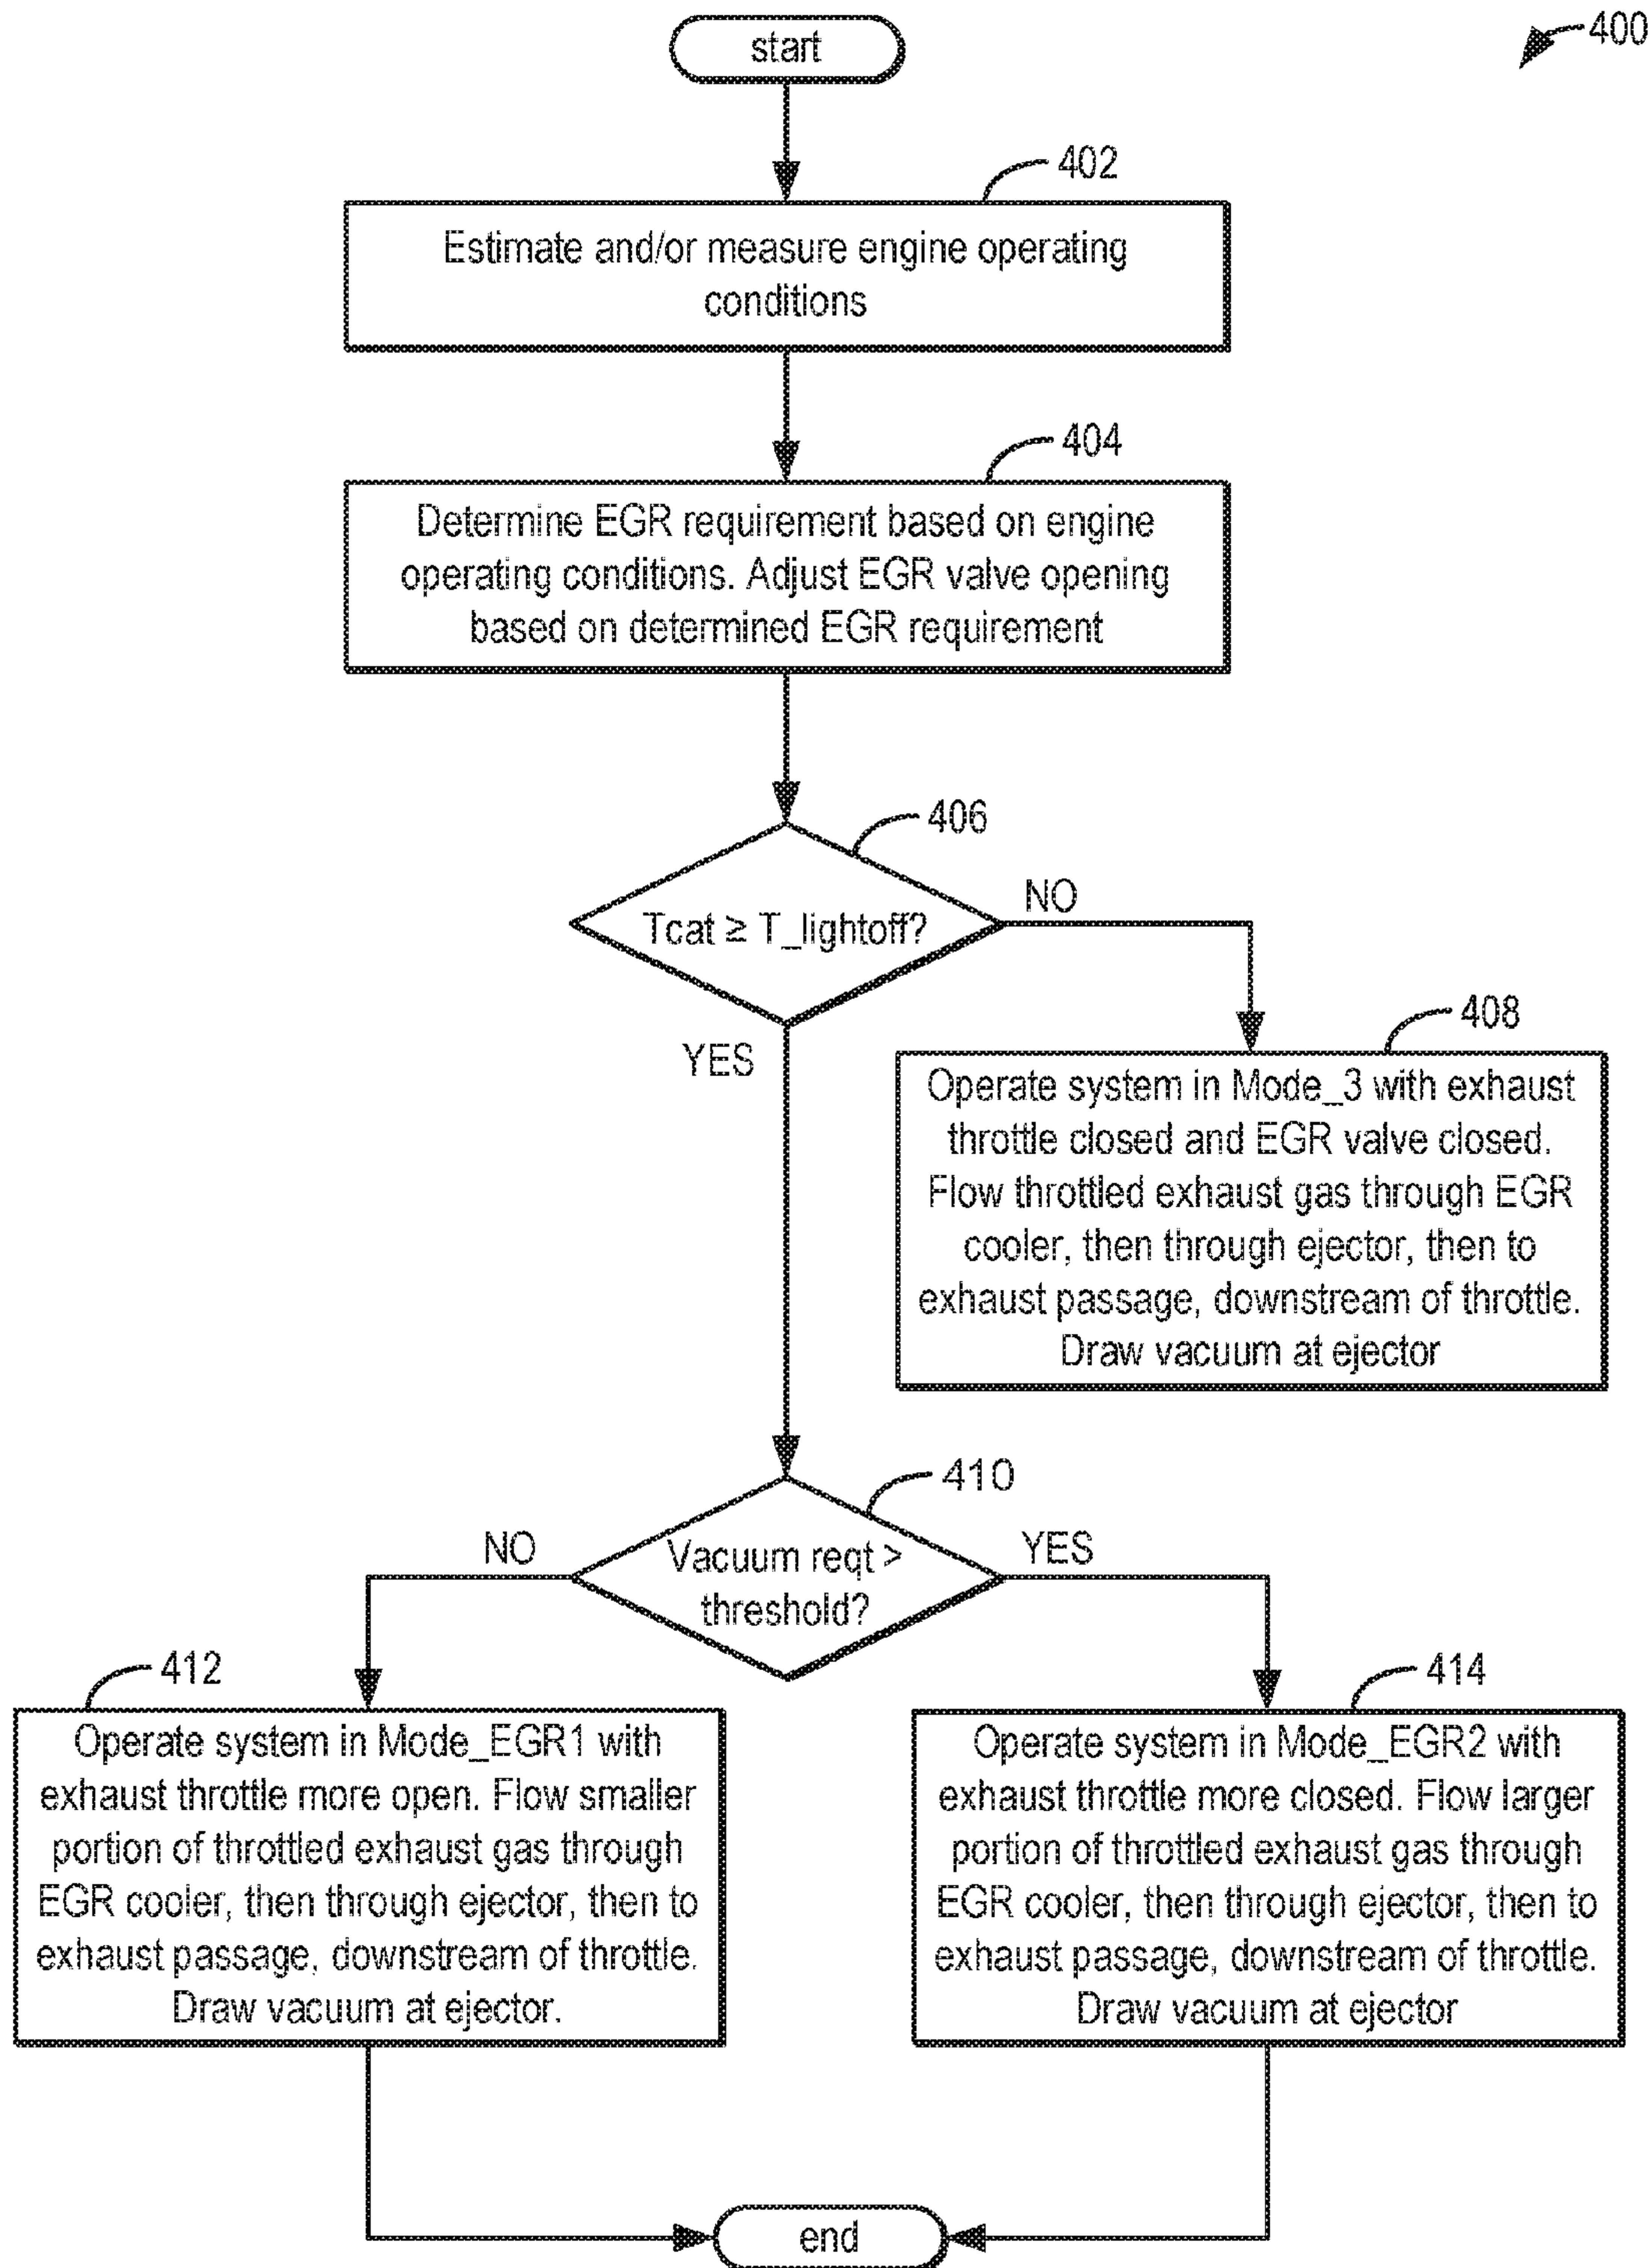 start
400
402
Estimate and/or measure engine operating
conditions
404
Determine EGR requirement based on engine
operating conditions. Adjust EGR valve opening
based on determined EGR requirement
406
Tcat ≥ T_lightoff?
NO
YES
408
Operate system in Mode_3 with exhaust
throttle closed and EGR valve closed.
Flow throttled exhaust gas through EGR
cooler, then through ejector, then to
exhaust passage, downstream of throttle.
Draw vacuum at ejector
410
Vacuum reqt >
threshold?
NO
YES
412
Operate system in Mode_EGR1 with
exhaust throttle more open. Flow smaller
portion of throttled exhaust gas through
EGR cooler, then through ejector, then to
exhaust passage, downstream of throttle.
Draw vacuum at ejector.
414
Operate system in Mode_EGR2 with
exhaust throttle more closed. Flow larger
portion of throttled exhaust gas through
EGR cooler, then through ejector, then to
exhaust passage, downstream of throttle.
Draw vacuum at ejector
end